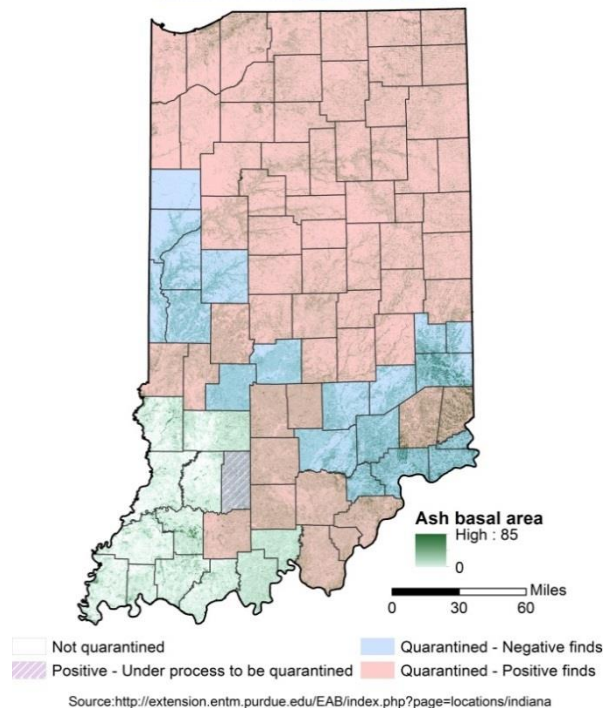 Ash basal area
High : 85
0
Miles
0 30 60
Not quarantined
Quarantined - Negative finds
Positive - Under process to be quarantined
Quarantined - Positive finds
Source:http://extension.entm.purdue.edu/EAB/index.php?page=locations/indiana